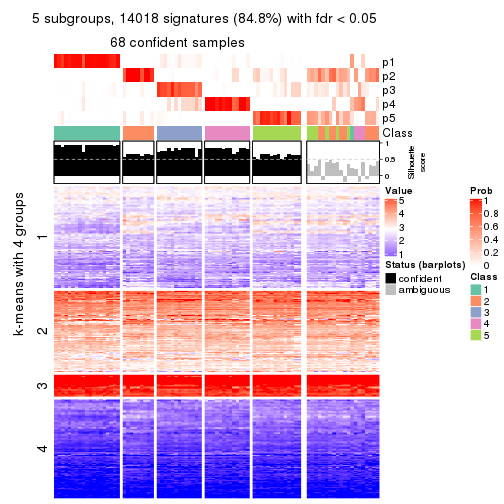 5 subgroups, 14018 signatures (84.8%) with fdr < 0.05
68 confident samples
p1
p2
p3
p4
p5
Class
1
0.5
0
Silhouette
score
k-means with 4 groups
1
2
3
4
Value
5
4
3
2
1
Status (barplots)
confident
ambiguous
Prob
1
0.8
0.6
0.4
0.2
0
Class
1
2
3
4
5